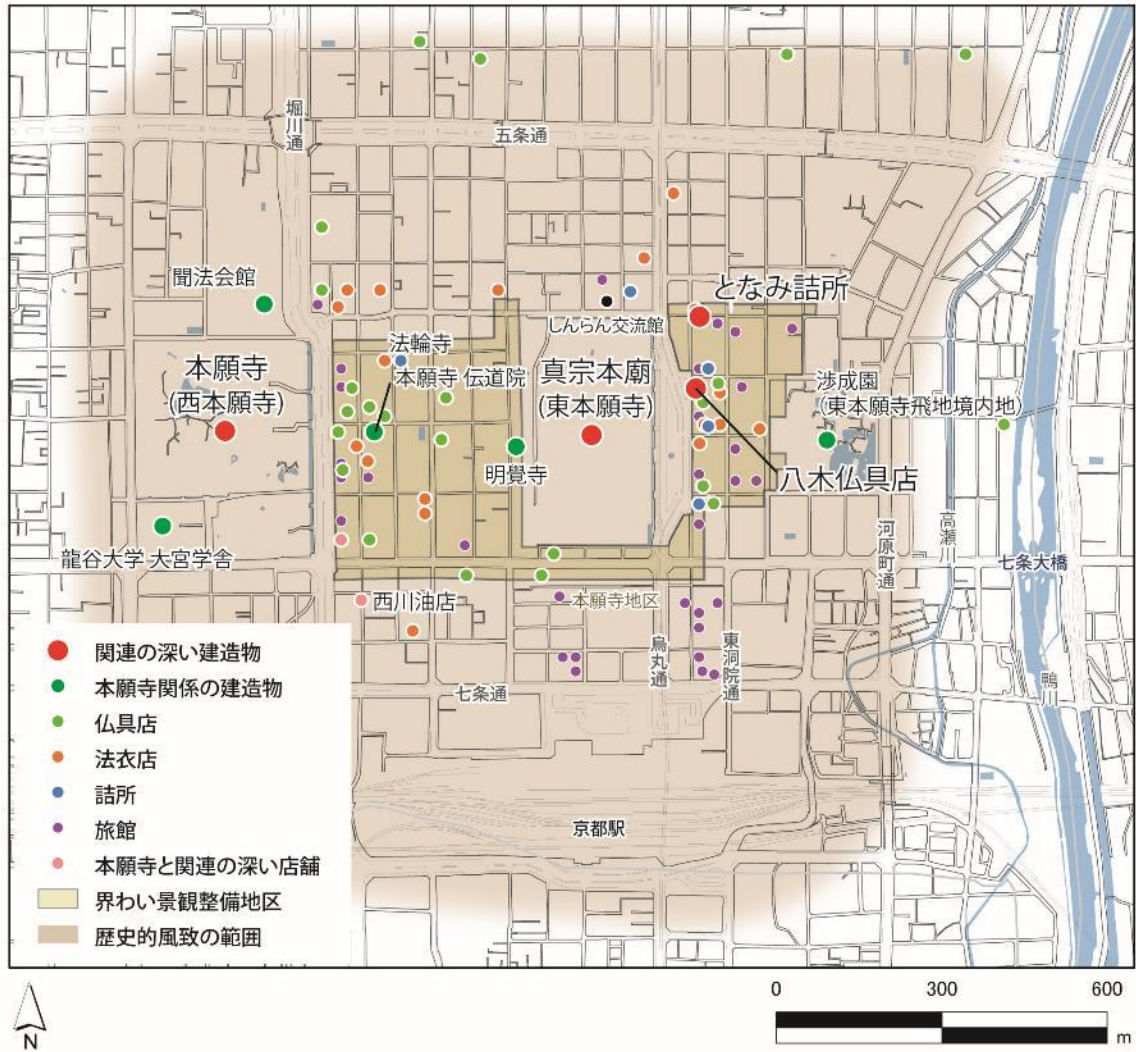 堀川通
五条通
聞法会館
となみ詰所
しんらん交流館
法輪寺
本願寺 伝道院
本願寺
(西本願寺)
真宗本廟
(東本願寺)
渉成園
(東本願寺飛地境内地)
明覺寺
八木仏具店
龍谷大学 大宮学舎
高瀬川
河原町通
七条大橋
西川油店
本願寺地区
烏丸通
東洞院通
七条通
鴨川
京都駅
関連の深い建造物
本願寺関係の建造物
仏具店
法衣店
詰所
旅館
本願寺と関連の深い店舗
界わい景観整備地区
歴史的風致の範囲
N
0 300 600
m